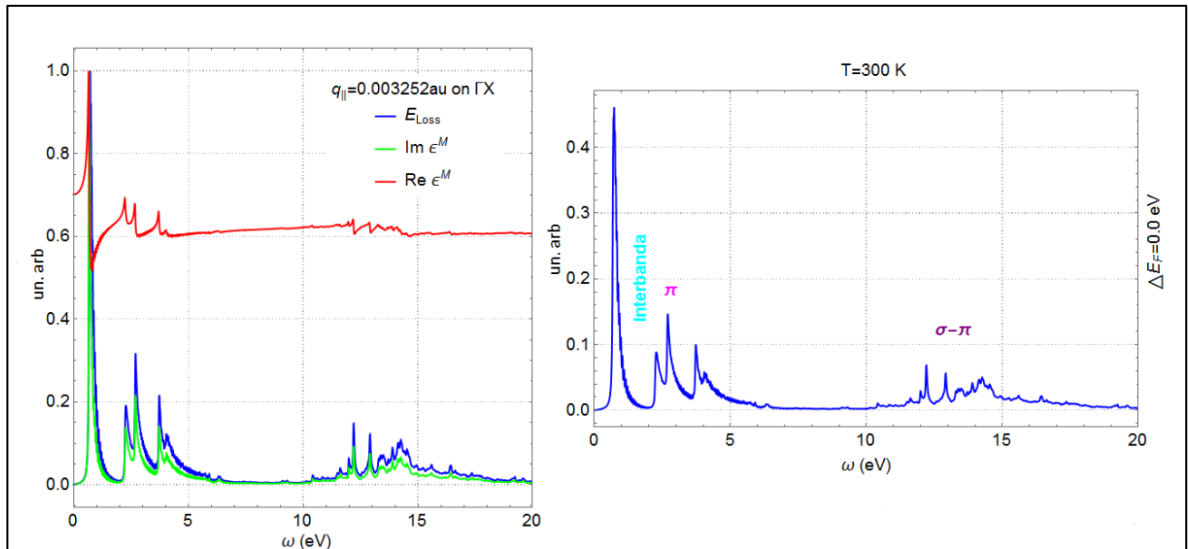 q||=0.003252au on ΓX
E Loss
Im ϵ^M
Re ϵ^M
1.0
0.8
0.6
0.4
0.2
0.0
un. arb
0
5
10
15
20
ω (eV)
T=300 K
0.4
0.3
0.2
0.1
0.0
un. arb
Interbanda
π
σ−π
△E_F=0.0 eV
0
5
10
15
20
ω (eV)